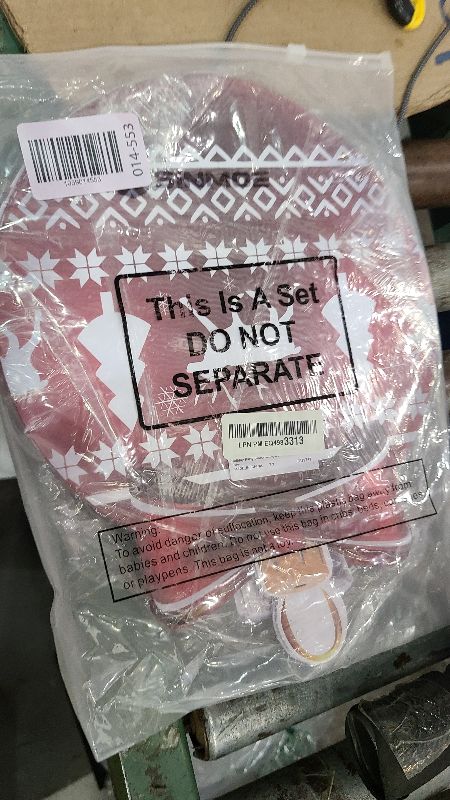 014-553
This Is A Set
DO NOT
SEPARATE
3313
Warning:
To avoid danger of suffocation, keep this plastic bag away from
babies and children. Do not use this bag in cribs, beds,
or playpens. This bag is not a toy.